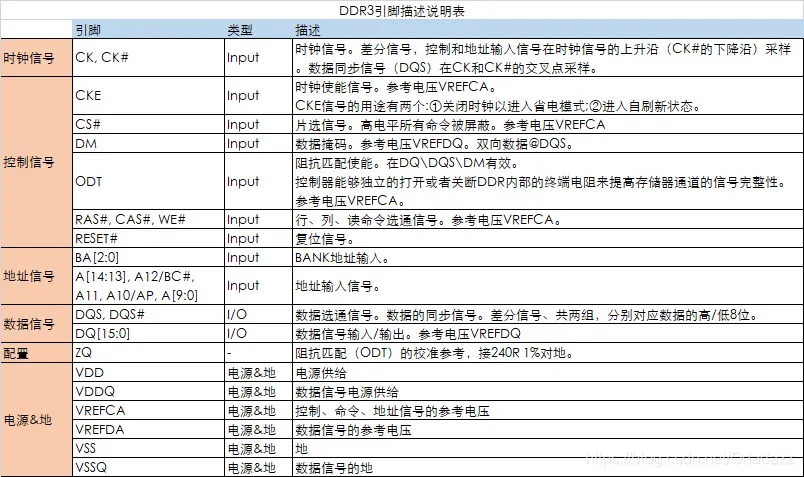 DDR3引脚描述说明表
引脚 类型 描述
时钟信号 CK, CK# Input 时钟信号。差分信号，控制和地址输入信号在时钟信号的上升沿（CK#的下降沿）采样
。数据同步信号（DQS）在CK和CK#的交叉点采样。
控制信号 CKE Input 时钟使能信号。参考电压VREFCA。
CKE信号的用途有两个:①关闭时钟以进入省电模式;②进入自刷新状态。
CS# Input 片选信号。高电平所有命令被屏蔽。参考电压VREFCA
DM Input 数据掩码。参考电压VREFDQ。双向数据@DQS。
ODT Input 阻抗匹配使能。在DQ\DQS\DM有效。
控制器能够独立的打开或者关断DDR内部的终端电阻来提高存储器通道的信号完整性。
参考电压VREFCA。
RAS#, CAS#, WE# Input 行、列、读命令选通信号。参考电压VREFCA。
RESET# Input 复位信号。
地址信号 BA[2:0] Input BANK地址输入。
A[14:13], A12/BC#,
A11, A10/AP, A[9:0] Input 地址输入信号。
数据信号 DQS, DQS# I/O 数据选通信号。数据的同步信号。差分信号、共两组，分别对应数据的高/低8位。
DQ[15:0] I/O 数据信号输入/输出。参考电压VREFDQ
配置 ZQ - 阻抗匹配（ODT）的校准参考，接240R 1%对地。
电源&地 VDD 电源&地 电源供给
VDDQ 电源&地 数据信号电源供给
VREFCA 电源&地 控制、命令、地址信号的参考电压
VREFDA 电源&地 数据信号的参考电压
VSS 电源&地 地
VSSQ 电源&地 数据信号的地